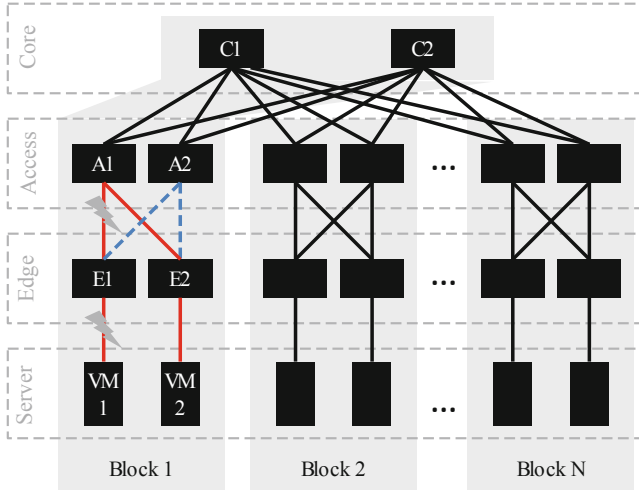 Core
C1
C2
Access
A1
A2
...
Edge
E1
E2
...
Server
VM
1
VM
2
...
Block 1
Block 2
Block N